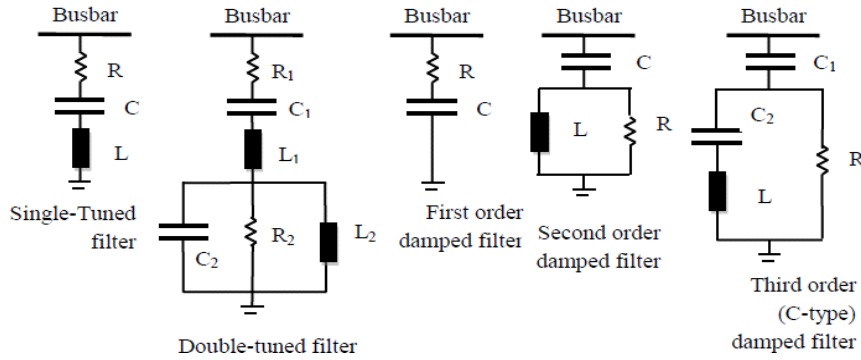 Busbar
R
C
L
Single-Tuned
filter
Busbar
R1
C1
L1
C2
R2
L2
Double-tuned filter
Busbar
R
C
First order
damped filter
Busbar
C
L
R
Second order
damped filter
Busbar
C1
C2
L
R
Third order
(C-type)
damped filter